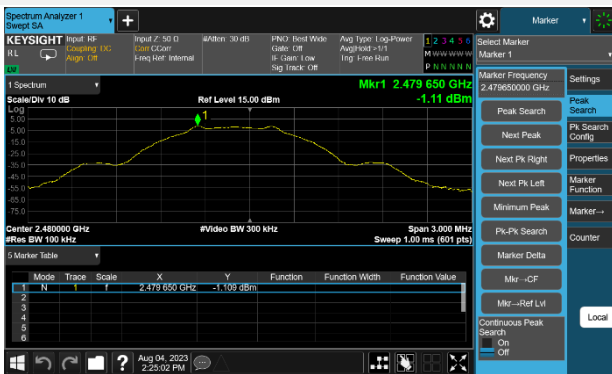 Spectrum Analyzer 1
Swept SA
Marker
KEYSIGHT
RL
Input: RF
Coupling: DC
Align: Off
Input Z: 50 Ω
Corr CCorr
Freq Ref: Internal
#Atten: 30 dB
PNO: Best Wide
Gate: Off
IF Gain: Low
Sig Track: Off
Avg Type: Log-Power
Avg|Hold:>1/1
Trig: Free Run
1 2 3 4 5 6
M W W W W W
P N N N N N
1 Spectrum
Scale/Div 10 dB
Ref Level 15.00 dBm
Mkr1 2.479 650 GHz
-1.11 dBm
Log
5.00
-5.00
-15.0
-25.0
-35.0
-45.0
-55.0
-65.0
-75.0
1
Center 2.480000 GHz
#Res BW 100 kHz
#Video BW 300 kHz
Span 3.000 MHz
Sweep 1.00 ms (601 pts)
5 Marker Table
Mode Trace Scale X Y Function Function Width Function Value
1 N 1 f 2.479 650 GHz -1.109 dBm
2
3
4
5
6
Aug 04, 2023
2:25:02 PM
Select Marker
Marker 1
Marker Frequency
2.479650000 GHz
Peak Search
Next Peak
Next Pk Right
Next Pk Left
Minimum Peak
Pk-Pk Search
Marker Delta
Mkr→CF
Mkr→Ref Lvl
Continuous Peak
Search
On
Off
Settings
Peak
Search
Pk Search
Config
Properties
Marker
Function
Marker→
Counter
Local